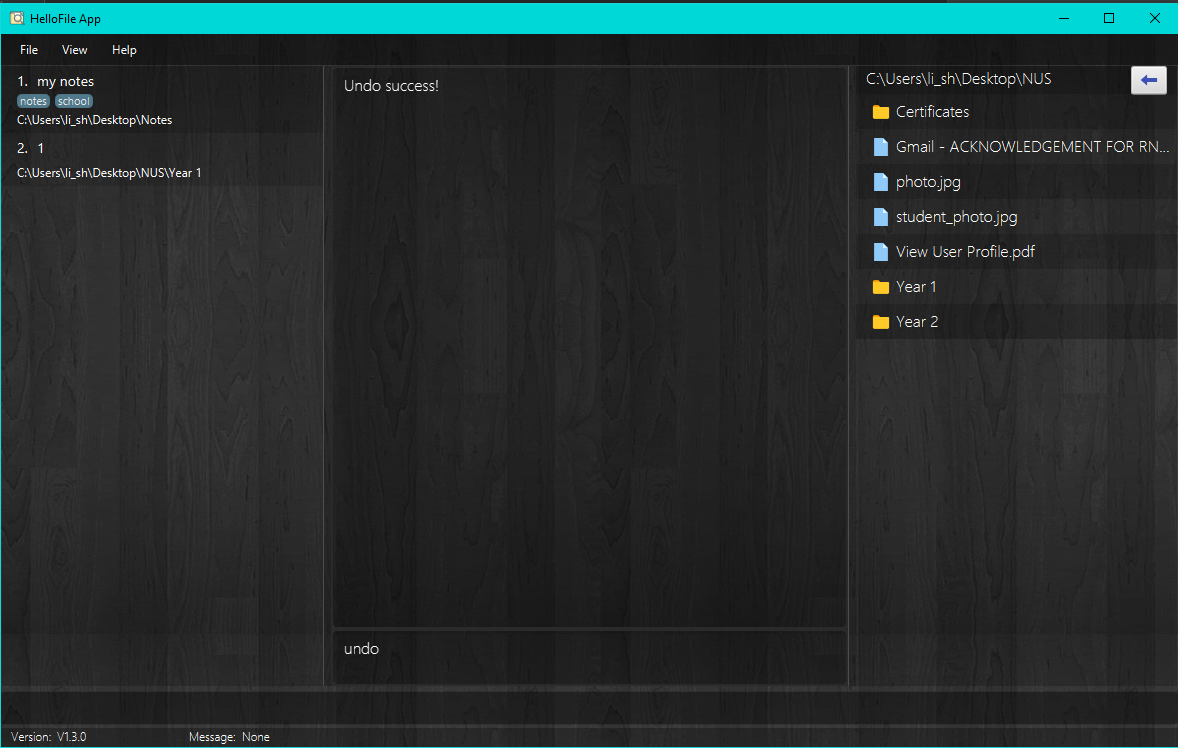 HelloFile App
File View Help
1. my notes
notes school
C:\Users\li_sh\Desktop\Notes
2. 1
C:\Users\li_sh\Desktop\NUS\Year 1
Undo success!
undo
C:\Users\li_sh\Desktop\NUS
Certificates
Gmail - ACKNOWLEDGEMENT FOR RN...
photo.jpg
student_photo.jpg
View User Profile.pdf
Year 1
Year 2
Version: V1.3.0 Message: None